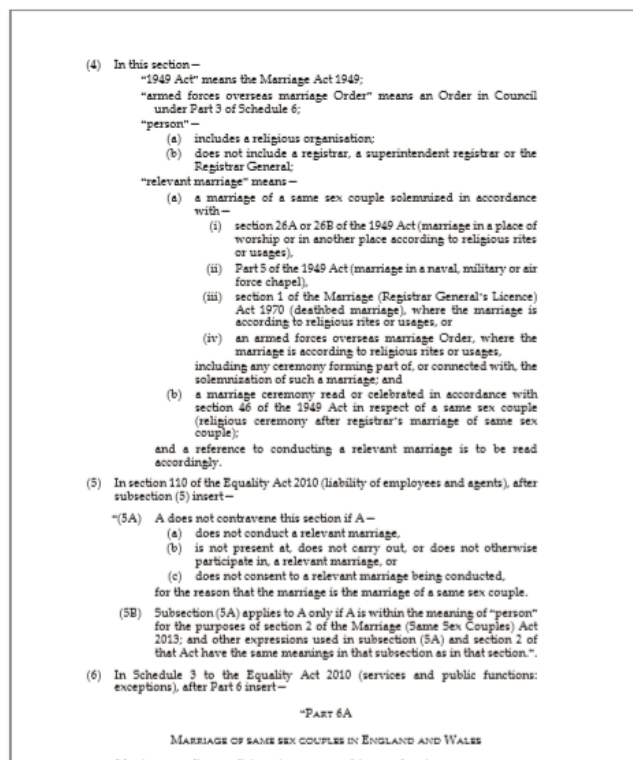 (4) In this section—
"1949 Act" means the Marriage Act 1949;
"armed forces overseas marriage Order" means an Order in Council
under Part 3 of Schedule 6;
"person"—
(a) includes a religious organisation;
(b) does not include a registrar, a superintendent registrar or the
Registrar General;
"relevant marriage" means—
(a) a marriage of a same sex couple solemnized in accordance
with—
(i) section 26A or 26B of the 1949 Act (marriage in a place of
worship or in another place according to religious rites
or usages),
(ii) Part 5 of the 1949 Act (marriage in a naval, military or air
force chapel),
(iii) section 1 of the Marriage (Registrar General's Licence)
Act 1970 (deathbed marriage), where the marriage is
according to religious rites or usages, or
(iv) an armed forces overseas marriage Order, where the
marriage is according to religious rites or usages,
including any ceremony forming part of, or connected with, the
solemnization of such a marriage; and
(b) a marriage ceremony read or celebrated in accordance with
section 46 of the 1949 Act in respect of a same sex couple
(religious ceremony after registrar's marriage of same sex
couple);
and a reference to conducting a relevant marriage is to be read
accordingly.
(5) In section 110 of the Equality Act 2010 (liability of employees and agents), after
subsection (5) insert—
"(5A) A does not contravene this section if A—
(a) does not conduct a relevant marriage,
(b) is not present at, does not carry out, or does not otherwise
participate in, a relevant marriage, or
(c) does not consent to a relevant marriage being conducted,
for the reason that the marriage is the marriage of a same sex couple.
(5B) Subsection (5A) applies to A only if A is within the meaning of "person"
for the purposes of section 2 of the Marriage (Same Sex Couples) Act
2013; and other expressions used in subsection (5A) and section 2 of
that Act have the same meanings in that subsection as in that section.".
(6) In Schedule 3 to the Equality Act 2010 (services and public functions:
exceptions), after Part 6 insert—
"PART 6A
MARRIAGE OF SAME SEX COUPLES IN ENGLAND AND WALES